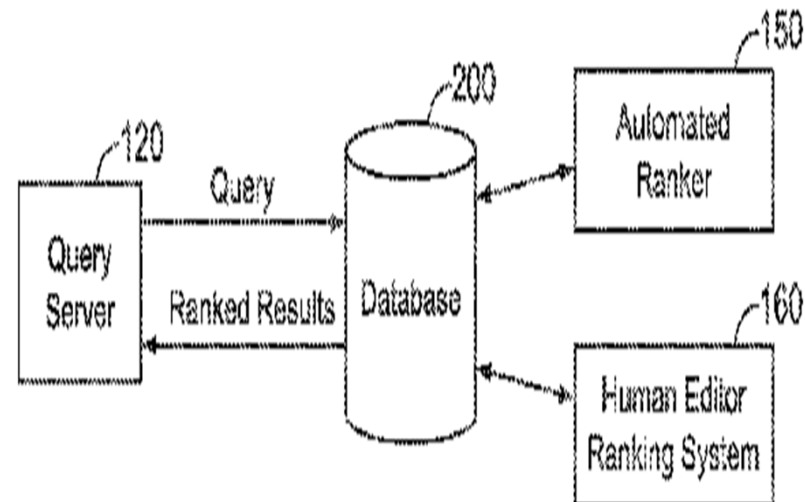 150
200
Automated
Ranker
120
Query
Query
Server
Ranked Results
Database
160
Human Editor
Ranking System